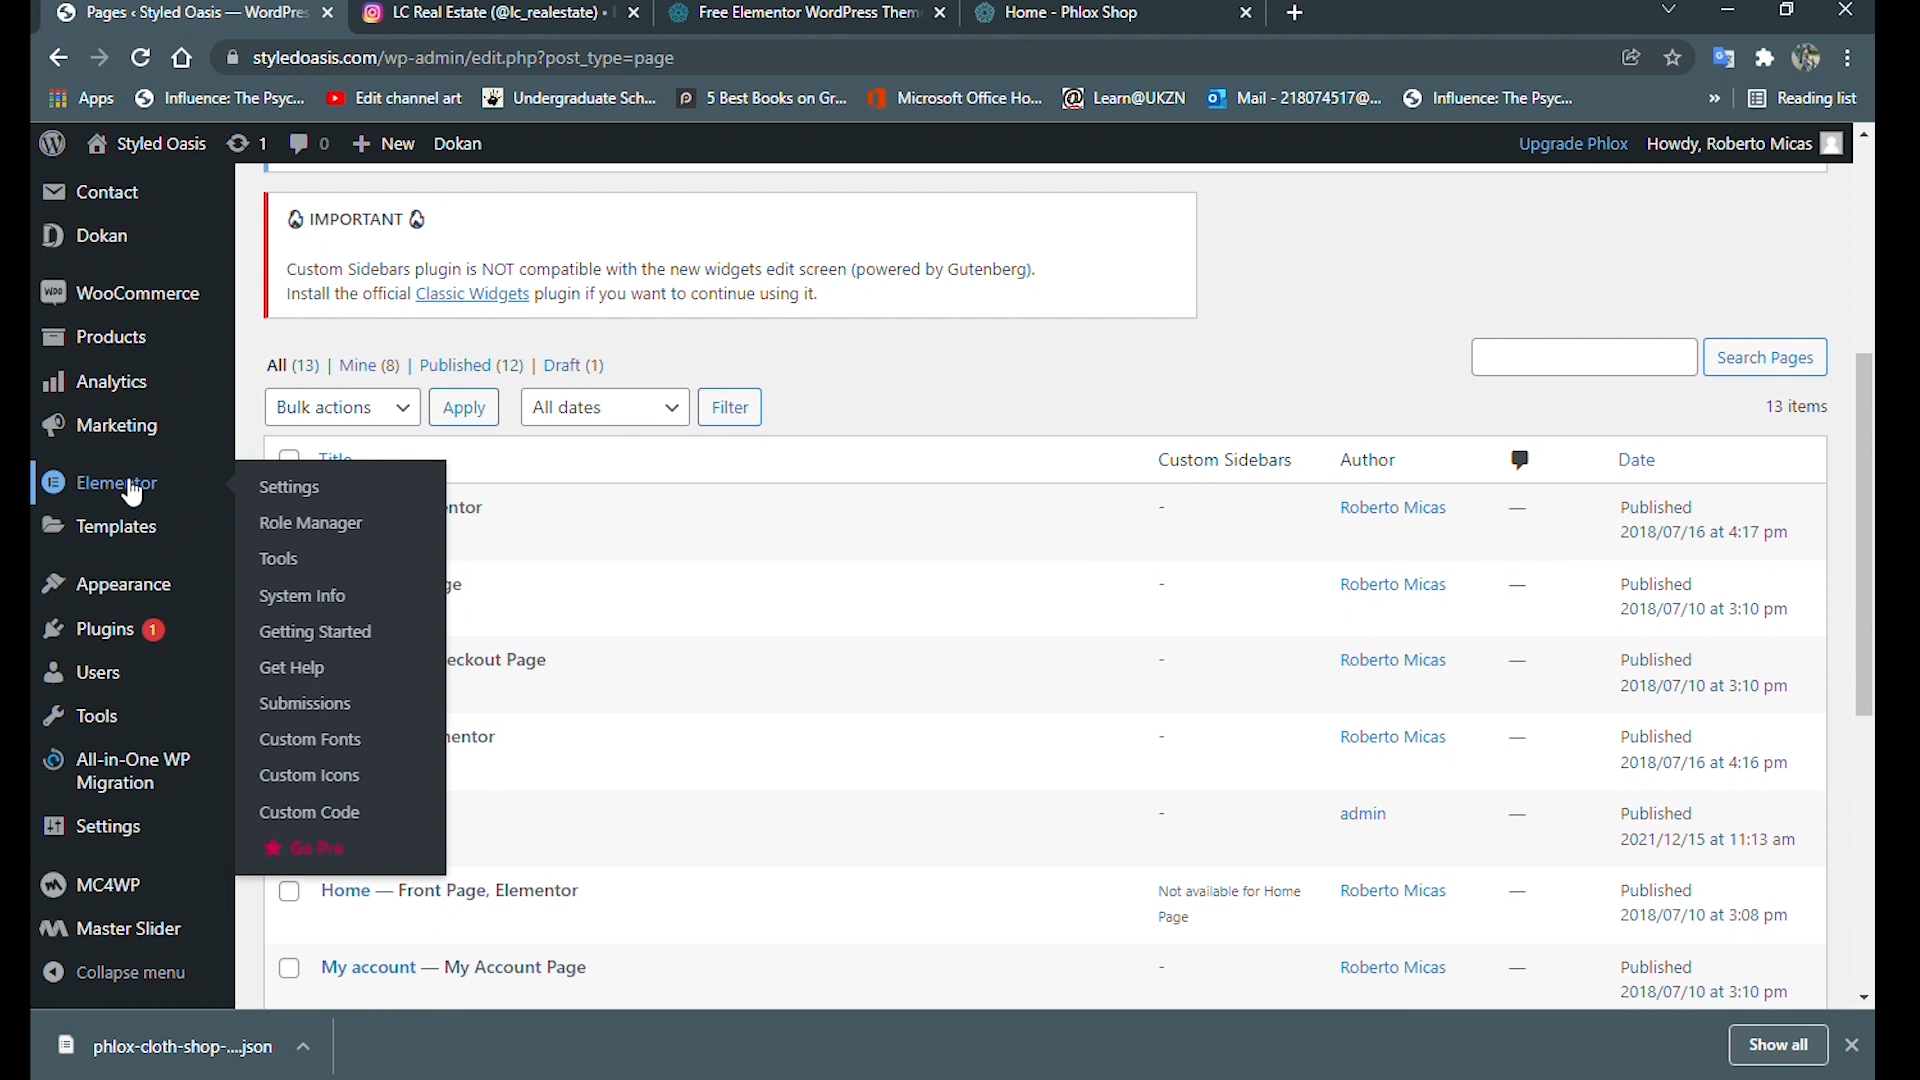 Pages ‹ Styled Oasis — WordPres
LC Real Estate (@lc_realestate) •
Free Elementor WordPress Them
Home - Phlox Shop
styledoasis.com/wp-admin/edit.php?post_type=page
Apps
Influence: The Psyc...
Edit channel art
Undergraduate Sch...
5 Best Books on Gr...
Microsoft Office Ho...
Learn@UKZN
Mail - 218074517@...
Influence: The Psyc...
»
Reading list
Styled Oasis
1
0
New
Dokan
Upgrade Phlox
Howdy, Roberto Micas
Contact
Dokan
WooCommerce
Products
Analytics
Marketing
Elementor
Templates
Appearance
Plugins 1
Users
Tools
All-in-One WP
Migration
Settings
MC4WP
Master Slider
Collapse menu
Settings
Role Manager
Tools
System Info
Getting Started
Get Help
Submissions
Custom Fonts
Custom Icons
Custom Code
Go Pro
IMPORTANT
Custom Sidebars plugin is NOT compatible with the new widgets edit screen (powered by Gutenberg).
Install the official Classic Widgets plugin if you want to continue using it.
All (13) | Mine (8) | Published (12) | Draft (1)
Search Pages
Bulk actions
Apply
All dates
Filter
13 items
Title
Custom Sidebars
Author
Date
entor
-
Roberto Micas
—
Published
2018/07/16 at 4:17 pm
ge
-
Roberto Micas
—
Published
2018/07/10 at 3:10 pm
eckout Page
-
Roberto Micas
—
Published
2018/07/10 at 3:10 pm
entor
-
Roberto Micas
—
Published
2018/07/16 at 4:16 pm
-
admin
—
Published
2021/12/15 at 11:13 am
Home — Front Page, Elementor
Not available for Home
Page
Roberto Micas
—
Published
2018/07/10 at 3:08 pm
My account — My Account Page
-
Roberto Micas
—
Published
2018/07/10 at 3:10 pm
phlox-cloth-shop-....json
Show all